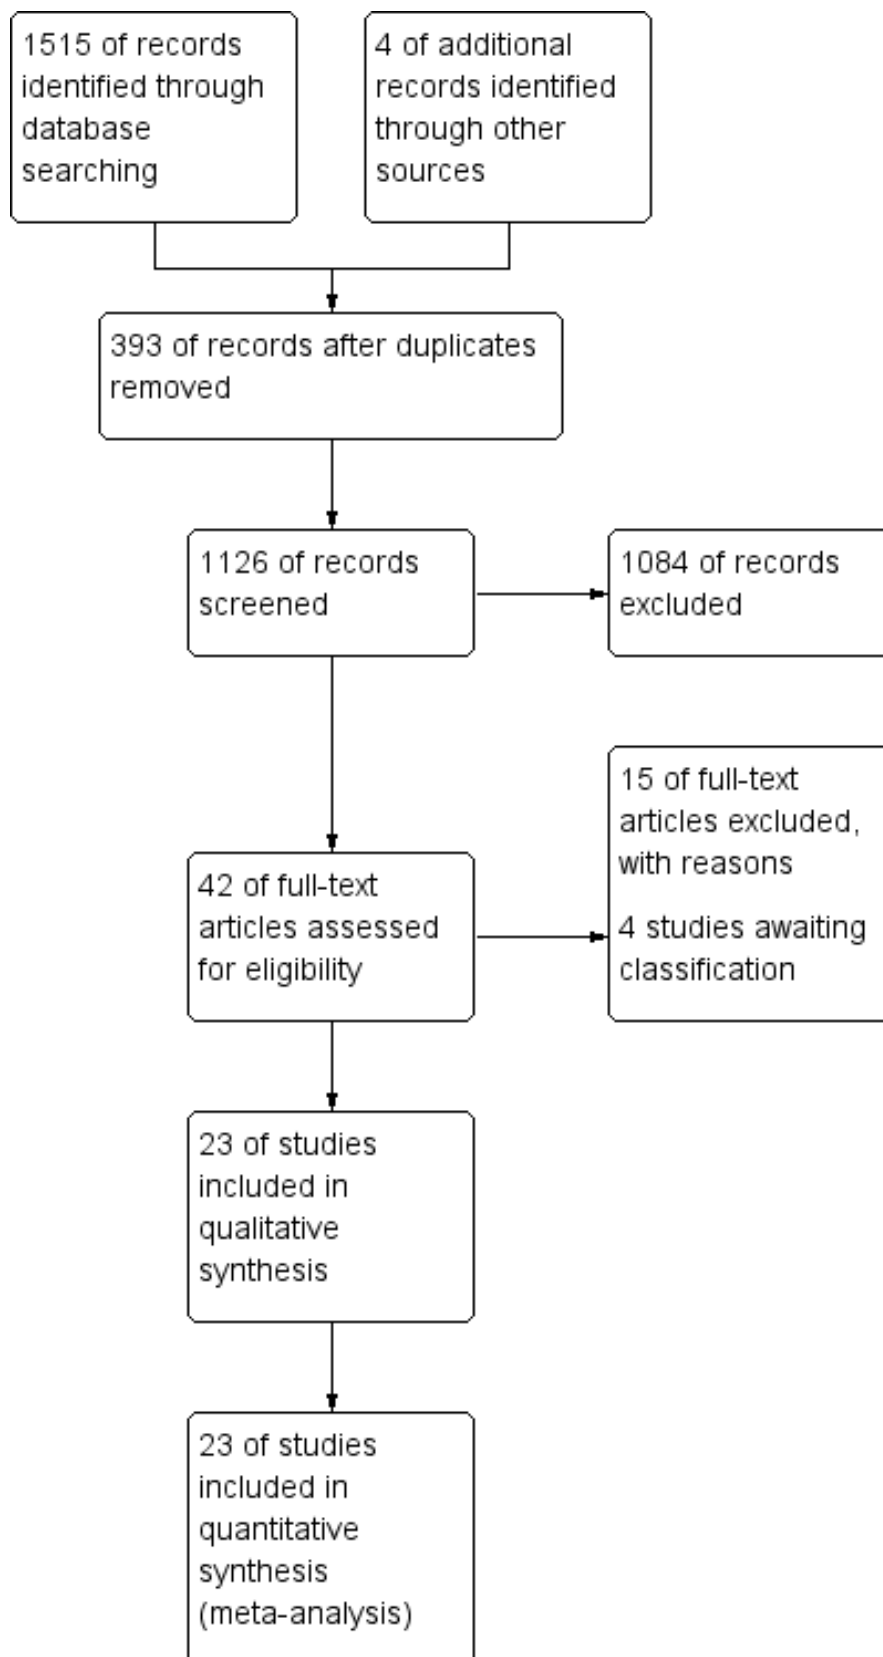 1515 of records
identified through
database
searching
4 of additional
records identified
through other
sources
393 of records after duplicates
removed
1126 of records
screened
1084 of records
excluded
15 of full-text
articles excluded,
with reasons
4 studies awaiting
classification
42 of full-text
articles assessed
for eligibility
23 of studies
included in
qualitative
synthesis
23 of studies
included in
quantitative
synthesis
(meta-analysis)